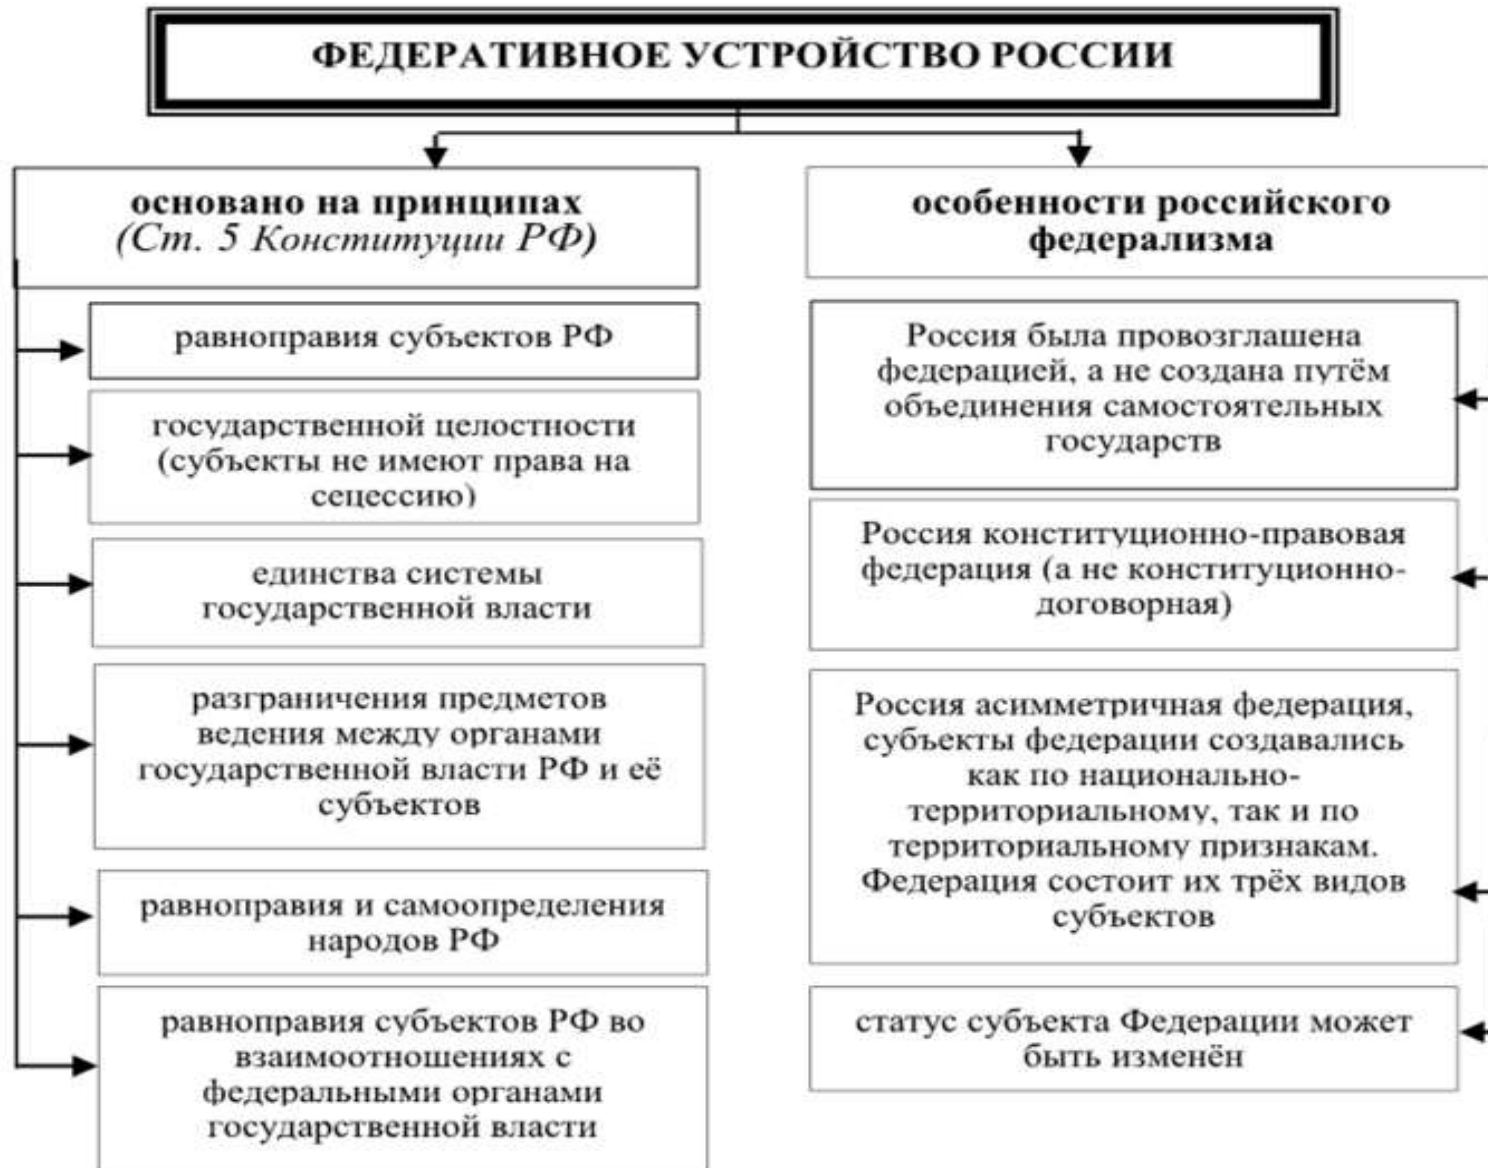 ФЕДЕРАТИВНОЕ УСТРОЙСТВО РОССИИ
основано на принципах
(Ст. 5 Конституции РФ)
равноправия субъектов РФ
государственной целостности
(субъекты не имеют права на
сецессию)
единства системы
государственной власти
разграничения предметов
ведения между органами
государственной власти РФ и её
субъектов
равноправия и самоопределения
народов РФ
равноправия субъектов РФ во
взаимоотношениях с
федеральными органами
государственной власти
особенности российского
федерализма
Россия была провозглашена
федерацией, а не создана путём
объединения самостоятельных
государств
Россия конституционно-правовая
федерация (а не конституционно-
договорная)
Россия асимметричная федерация,
субъекты федерации создавались
как по национально-
территориальному, так и по
территориальному признакам.
Федерация состоит их трёх видов
субъектов
статус субъекта Федерации может
быть изменён